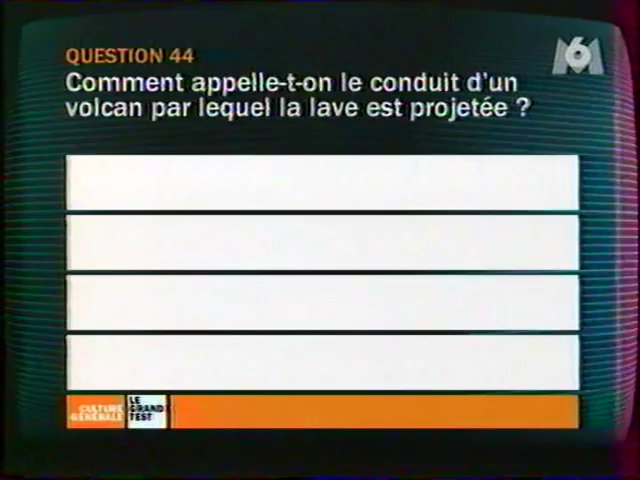 QUESTION 44
M6
Comment appelle-t-on le conduit d'un
volcan par lequel la lave est projetée ?
CULTURE
GÉNÉRALE
LE
GRAND
TEST